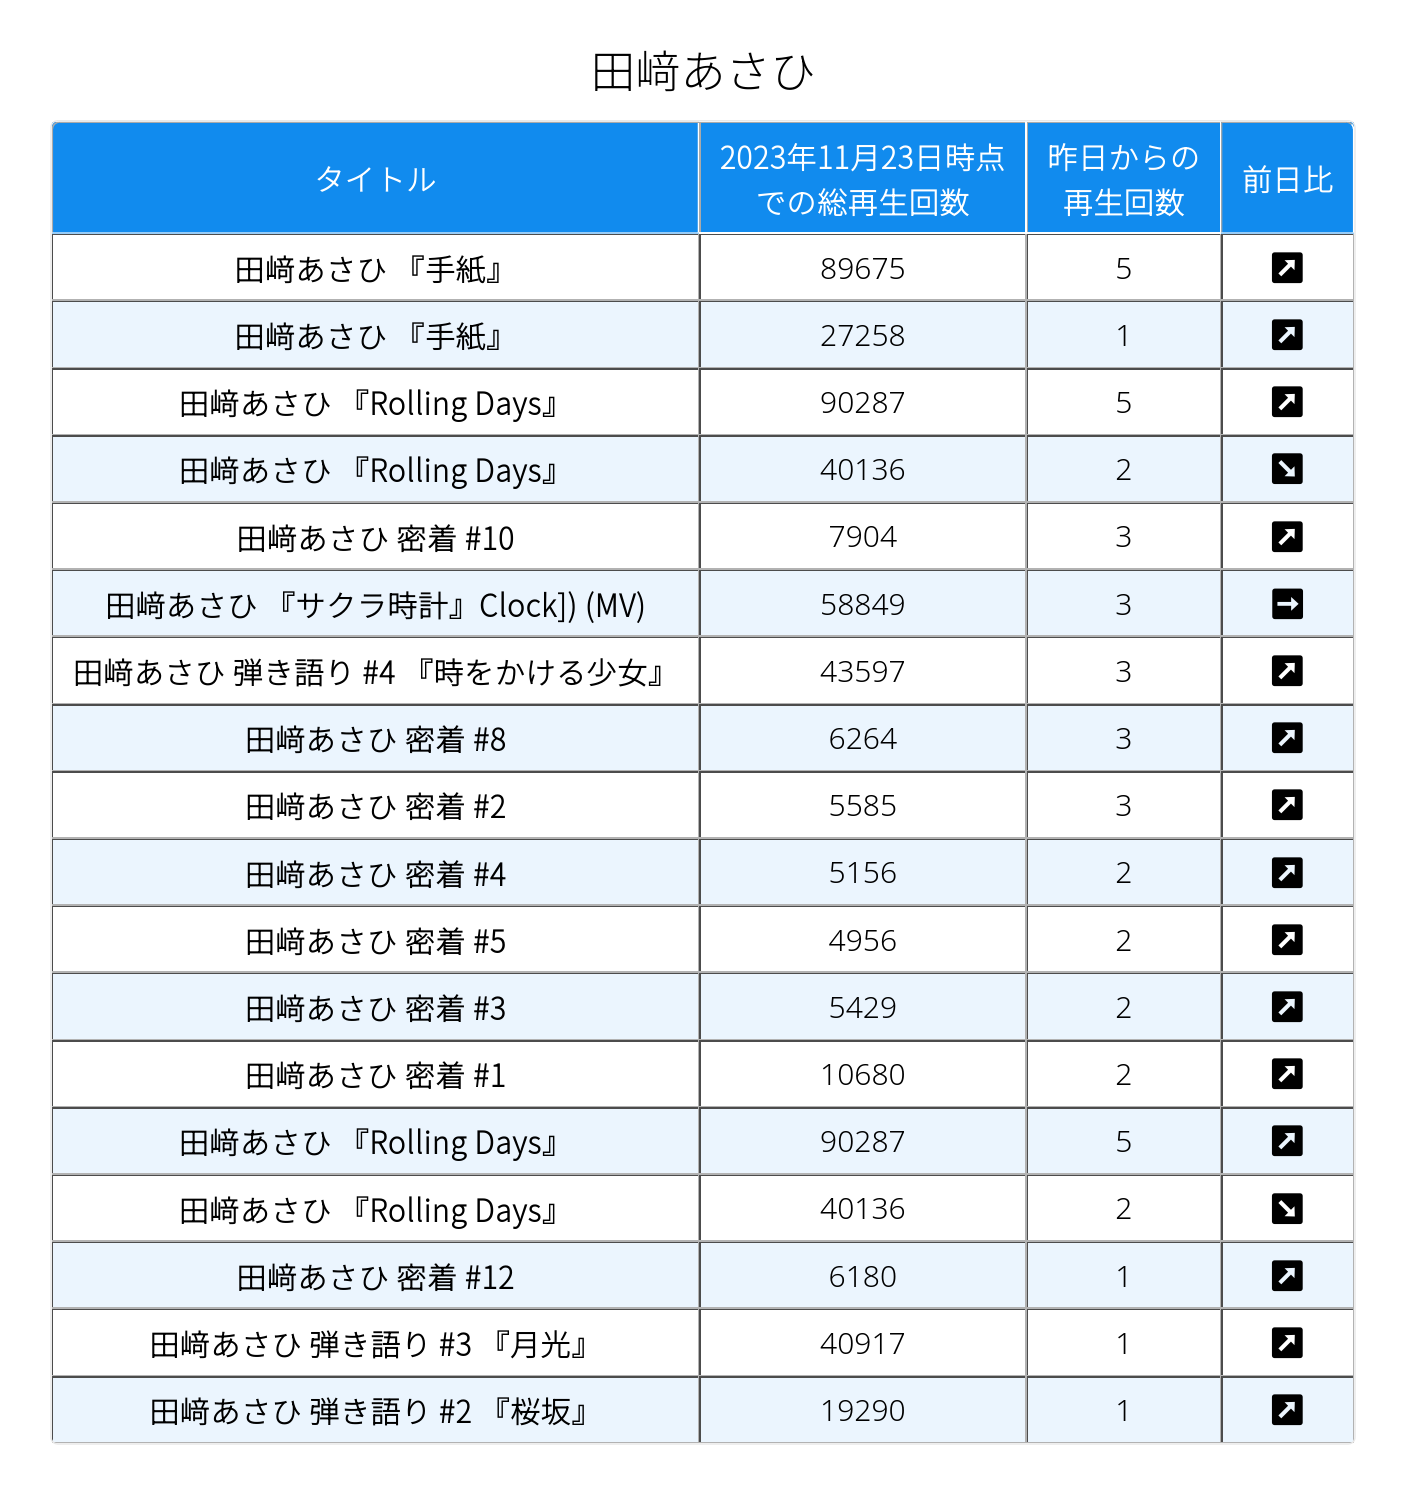 田﨑あさひ
タイトル 2023年11月23日時点 昨日からの 前日比
での総再生回数 再生回数
田﨑あさひ 『手紙』 89675 5 ↗
田﨑あさひ 『手紙』 27258 1 ↗
田﨑あさひ 『Rolling Days』 90287 5 ↗
田﨑あさひ 『Rolling Days』 40136 2 ↘
田﨑あさひ 密着 #10 7904 3 ↗
田﨑あさひ 『サクラ時計』Clock]) (MV) 58849 3 →
田﨑あさひ 弾き語り #4 『時をかける少女』 43597 3 ↗
田﨑あさひ 密着 #8 6264 3 ↗
田﨑あさひ 密着 #2 5585 3 ↗
田﨑あさひ 密着 #4 5156 2 ↗
田﨑あさひ 密着 #5 4956 2 ↗
田﨑あさひ 密着 #3 5429 2 ↗
田﨑あさひ 密着 #1 10680 2 ↗
田﨑あさひ 『Rolling Days』 90287 5 ↗
田﨑あさひ 『Rolling Days』 40136 2 ↘
田﨑あさひ 密着 #12 6180 1 ↗
田﨑あさひ 弾き語り #3 『月光』 40917 1 ↗
田﨑あさひ 弾き語り #2 『桜坂』 19290 1 ↗